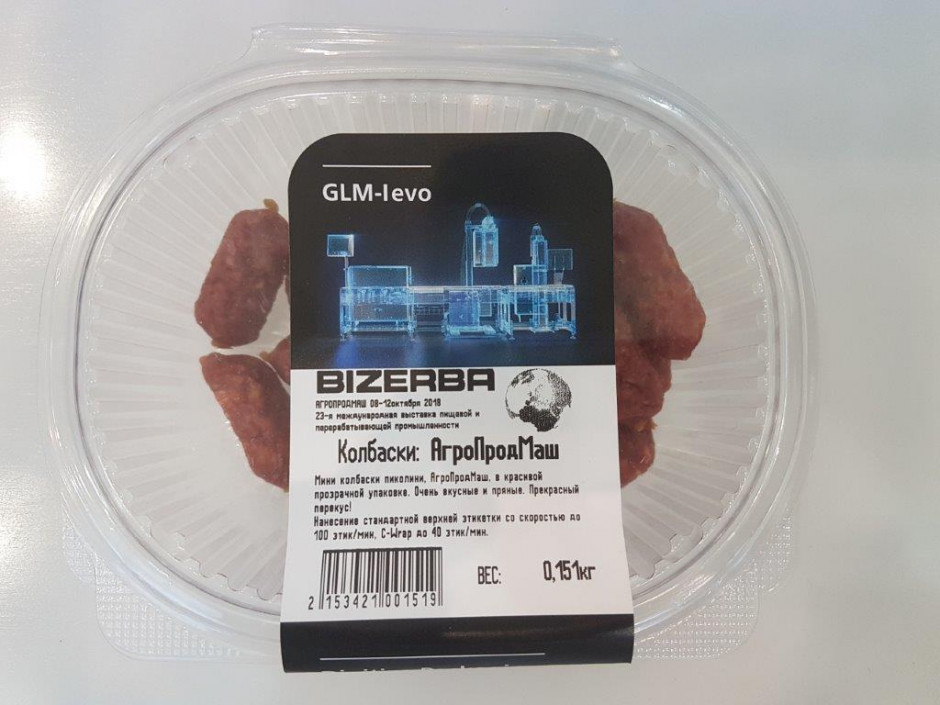 GLM-Ievo
BIZERBA
АГРОПРОДМАШ 08-12октября 2018
23-я международная выставка пищевой и
перерабатывающей промышленности
Колбаски: АгроПродМаш
Мини колбаски пиколини, АгроПродМаш, в красивой
прозрачной упаковке. Очень вкусные и пряные. Прекрасный
перекус!
Нанесение стандартной верхней этикетки со скоростью до
100 этик/мин, C-Wrap до 40 этик/мин.
ВЕС: 0,151кг
2 153421 001519